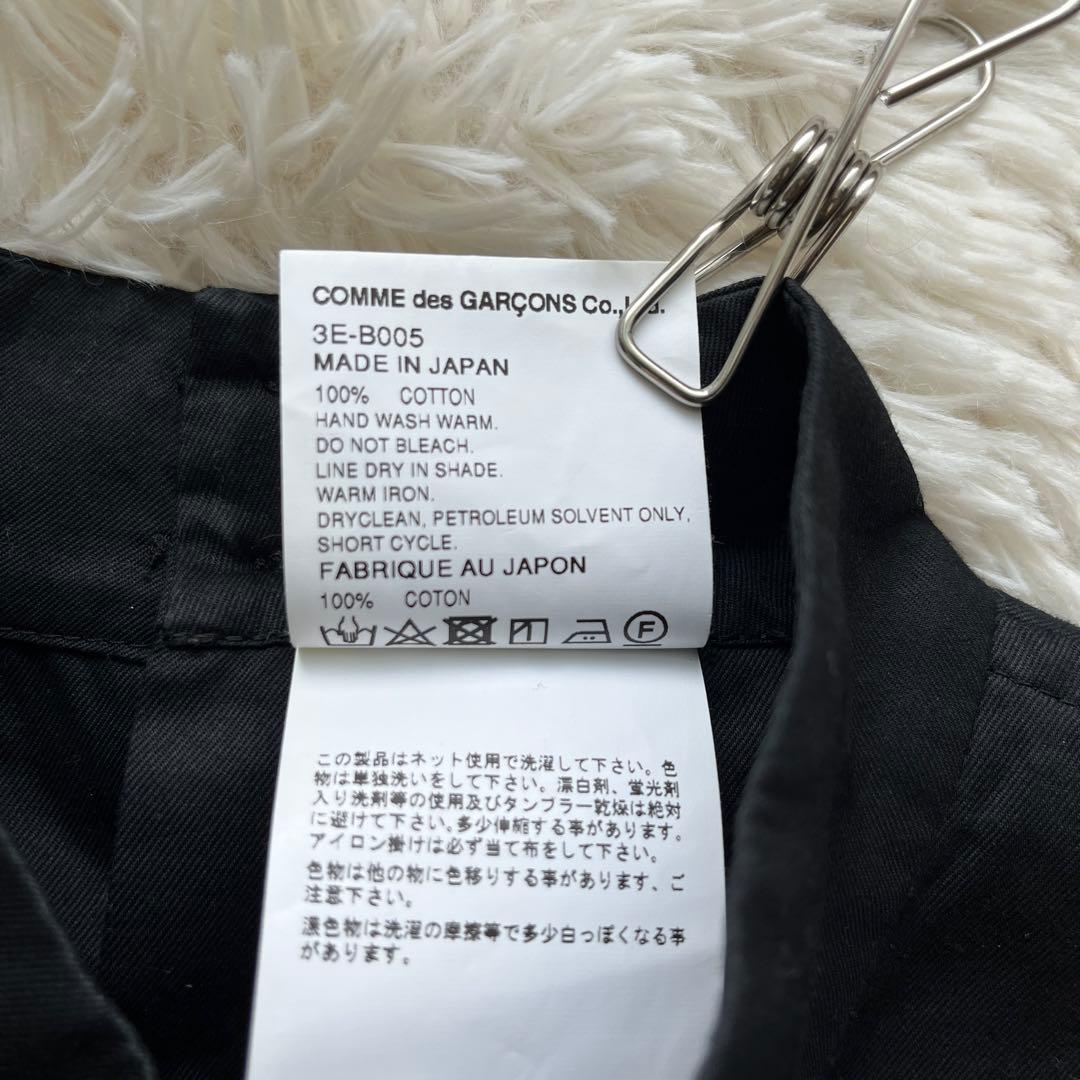 COMME des GARÇONS Co., Ltd.
3E-B005
MADE IN JAPAN
100% COTTON
HAND WASH WARM.
DO NOT BLEACH.
LINE DRY IN SHADE.
WARM IRON.
DRYCLEAN, PETROLEUM SOLVENT ONLY,
SHORT CYCLE.
FABRIQUE AU JAPON
100% COTON
F
この製品はネット使用で洗濯して下さい。色
物は単独洗いをして下さい。漂白剤、蛍光剤
入り洗剤等の使用及びタンブラー乾燥は絶対
に避けて下さい。多少伸縮する事があります。
アイロン掛けは必ず当て布をして下さい。
色物は他の物に色移りする事があります、ご
注意下さい。
濃色物は洗濯の摩擦等で多少白っぽくなる事
があります。